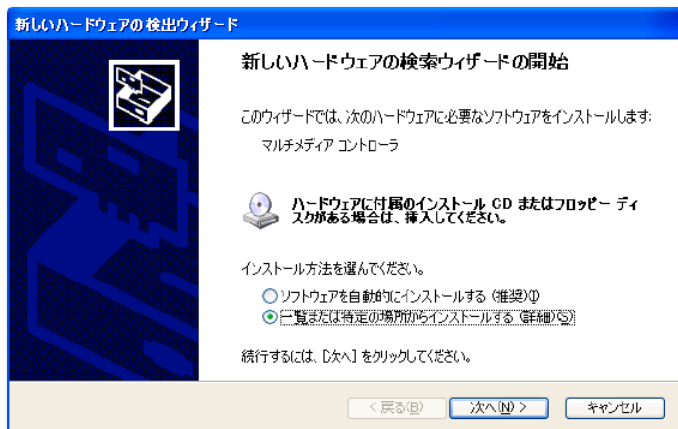 新しいハードウェアの検出ウィザード
新しいハードウェアの検索ウィザードの開始
このウィザードでは、次のハードウェアに必要なソフトウェアをインストールします:
マルチメディア コントローラ
ハードウェアに付属のインストール CD またはフロッピー ディ
スクがある場合は、挿入してください。
インストール方法を選んでください。
ソフトウェアを自動的にインストールする (推奨)(I)
一覧または特定の場所からインストールする (詳細)(S)
続行するには、[次へ] をクリックしてください。
< 戻る(B) 次へ(N) > キャンセル